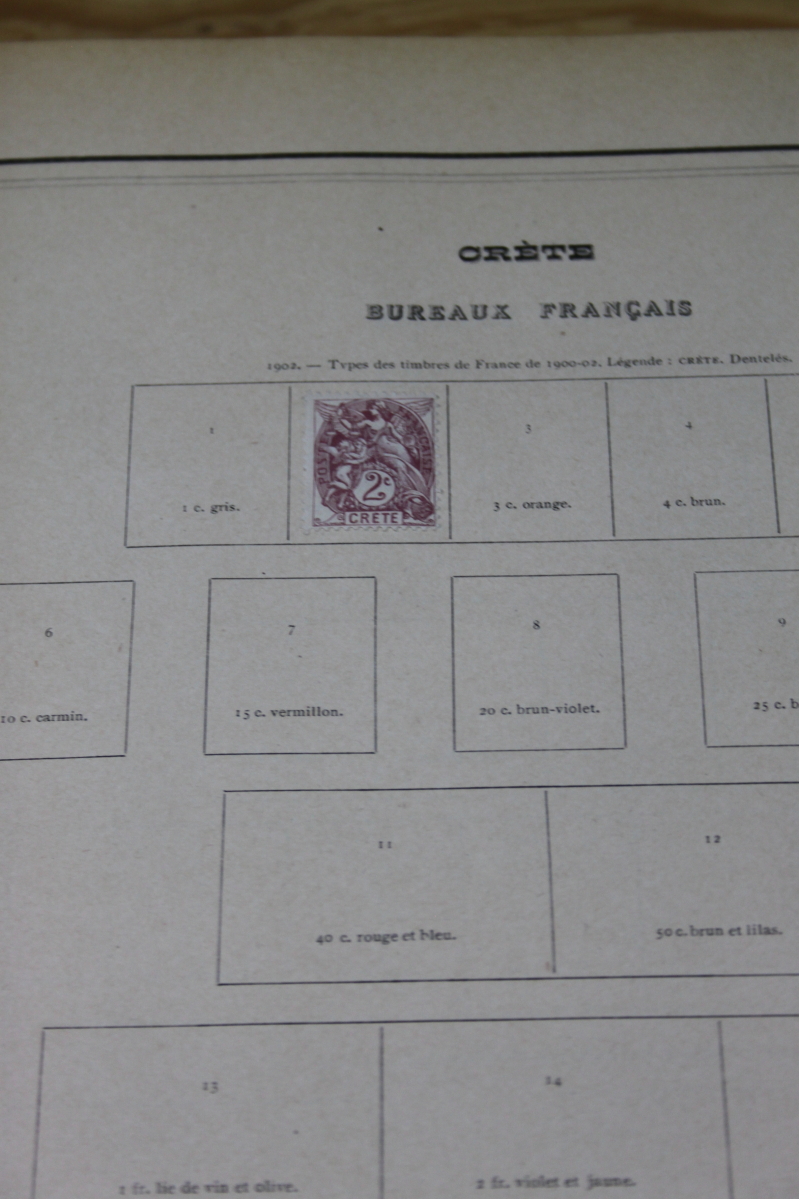 CRÈTE
BUREAUX FRANÇAIS
1902. — Types des timbres de France de 1900-02. Légende : CRÈTE. Dentelés.
1
3
4
POSTE FRANÇAISE
2c
CRÈTE
1 c. gris.
3 c. orange.
4 c. brun.
6
7
8
9
10 c. carmin.
15 c. vermillon.
20 c. brun-violet.
25 c. b
11
12
40 c. rouge et bleu.
50 c. brun et lilas.
13
14
1 fr. lie de vin et olive.
2 fr. violet et jaune.